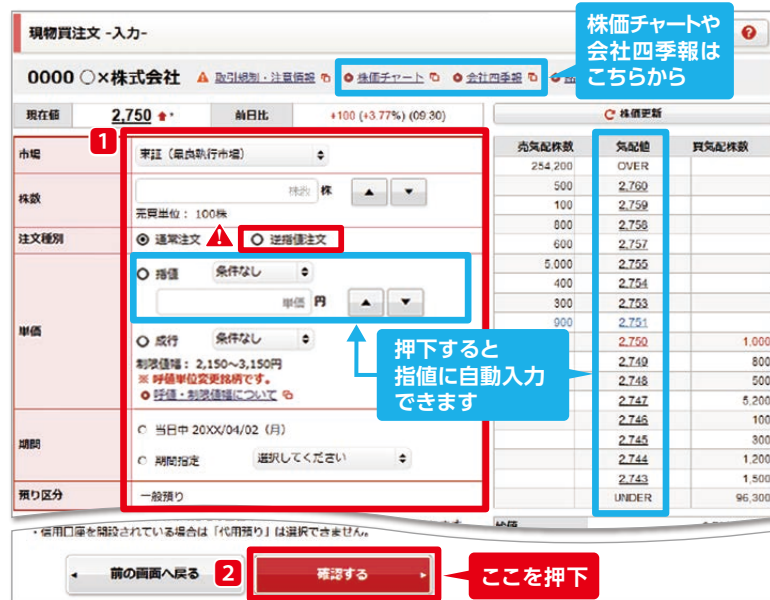 現物買注文 -入力-
株価チャートや
会社四季報は
こちらから
0000 ○×株式会社 取引規制・注意情報 株価チャート 会社四季報
現在値 2,750 前日比 +100 (+3.77%) (09:30)
株価更新
1
市場 東証（最良執行市場）
株数 株数 株
売買単位： 100株
注文種別 通常注文 逆指値注文
単価
指値 条件なし
単価 円
成行 条件なし
制限値幅： 2,150～3,150円
※ 呼値単位変更銘柄です。
呼値・制限値幅について
期間
当日中 20XX/04/02（月）
期間指定 選択してください
預り区分 一般預り
押下すると
指値に自動入力
できます
売気配株数 気配値 買気配株数
254,200 OVER
500 2,760
100 2,759
800 2,758
600 2,757
5,000 2,755
400 2,754
300 2,753
900 2,751
2,750 1,000
2,749 800
2,748 500
2,747 5,200
2,746 100
2,745 300
2,744 1,200
2,743 1,500
UNDER 96,300
・信用口座を開設されている場合は「代用預り」は選択できません。
前の画面へ戻る
2
確認する
ここを押下